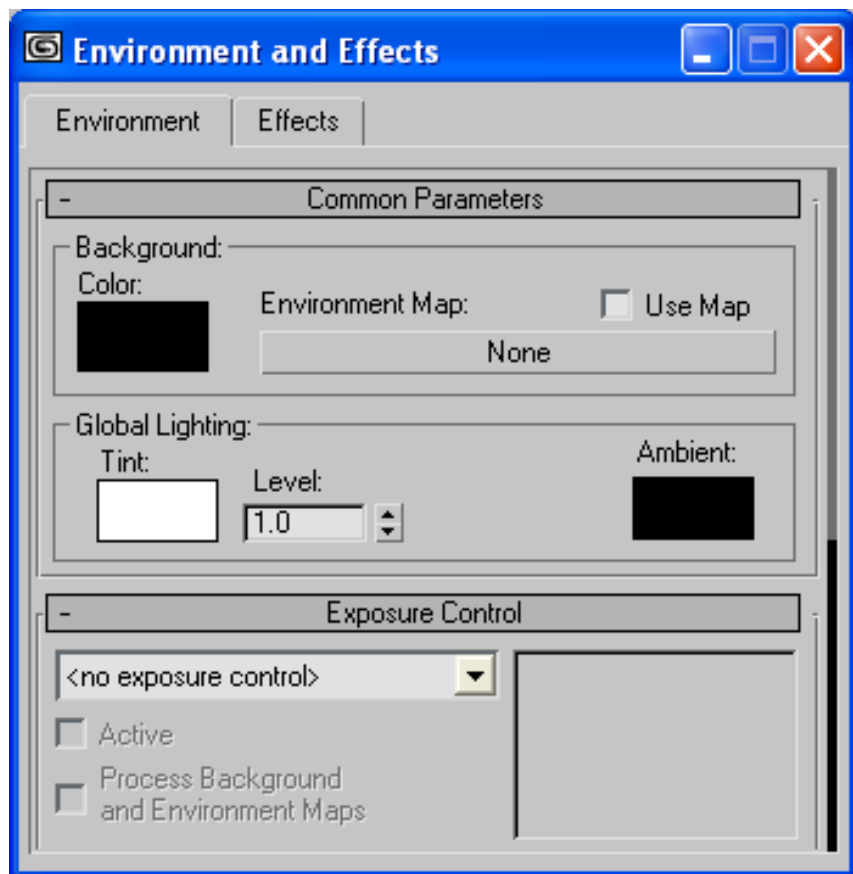 Environment and Effects
Environment Effects
- Common Parameters
Background:
Color:
Environment Map: Use Map
None
Global Lighting:
Tint: Ambient:
Level:
1.0
- Exposure Control
<no exposure control>
Active
Process Background
and Environment Maps